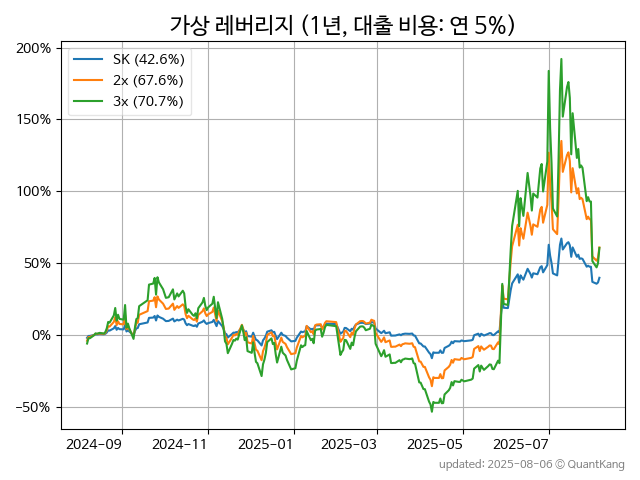 가상 레버리지 (1년, 대출 비용: 연 5%)
200%
150%
100%
50%
0%
−50%
SK (42.6%)
2x (67.6%)
3x (70.7%)
2024-09 2024-11 2025-01 2025-03 2025-05 2025-07
updated: 2025-08-06 © QuantKang